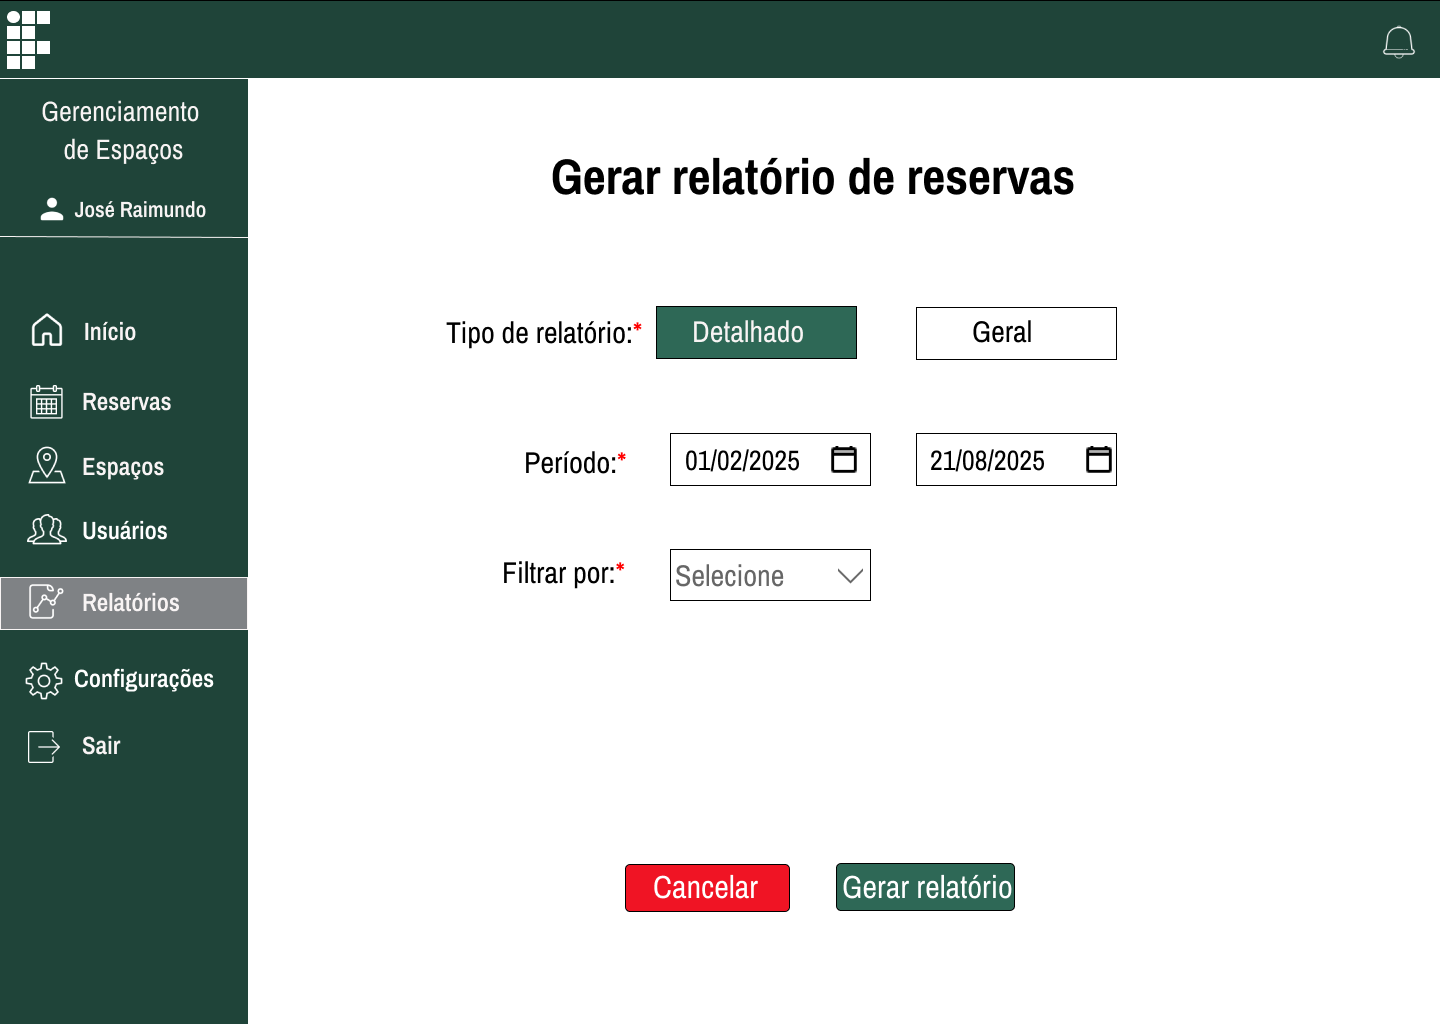 Gerenciamento
de Espaços
José Raimundo
Início
Reservas
Espaços
Usuários
Relatórios
Configurações
Sair
Gerar relatório de reservas
Tipo de relatório:* Detalhado Geral
Período:* 01/02/2025 21/08/2025
Filtrar por:* Selecione
Cancelar Gerar relatório